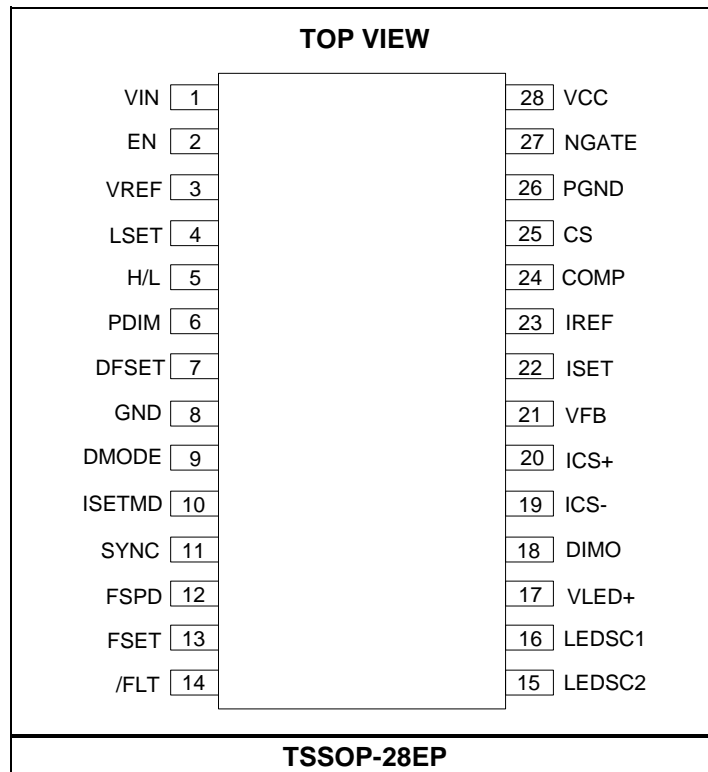 TOP VIEW
VIN 1 28 VCC
EN 2 27 NGATE
VREF 3 26 PGND
LSET 4 25 CS
H/L 5 24 COMP
PDIM 6 23 IREF
DFSET 7 22 ISET
GND 8 21 VFB
DMODE 9 20 ICS+
ISETMD 10 19 ICS-
SYNC 11 18 DIMO
FSPD 12 17 VLED+
FSET 13 16 LEDSC1
/FLT 14 15 LEDSC2
TSSOP-28EP